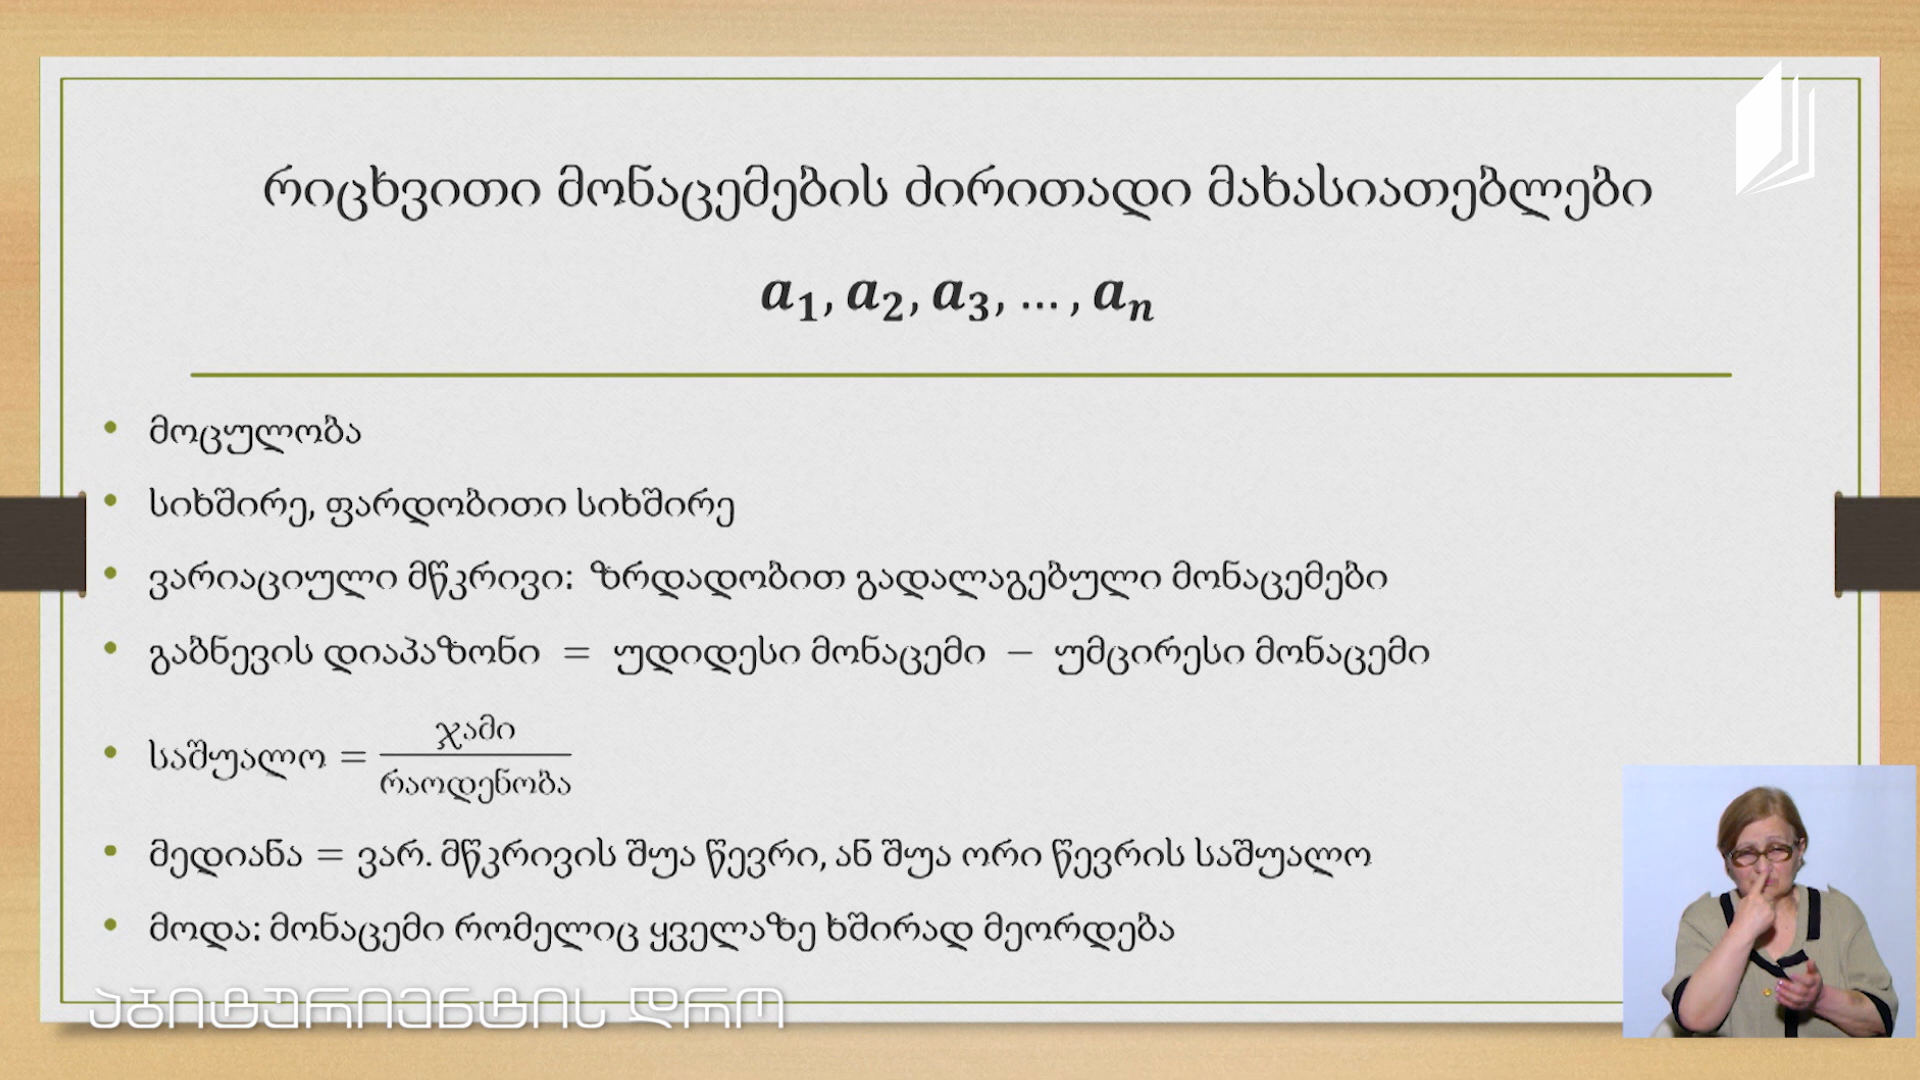 რიცხვითი მონაცემების ძირითადი მახასიათებლები
a₁, a₂, a₃, … , aₙ
• მოცულობა
• სიხშირე, ფარდობითი სიხშირე
• ვარიაციული მწკრივი: ზრდადობით გადალაგებული მონაცემები
• გაბნევის დიაპაზონი = უდიდესი მონაცემი − უმცირესი მონაცემი
• საშუალო = ჯამი / რაოდენობა
• მედიანა = ვარ. მწკრივის შუა წევრი, ან შუა ორი წევრის საშუალო
• მოდა: მონაცემი რომელიც ყველაზე ხშირად მეორდება
აბიტურიენტის დრო